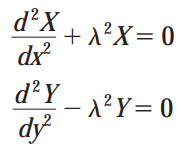 d²X/dx² + λ²X = 0
d²Y/dy² − λ²Y = 0